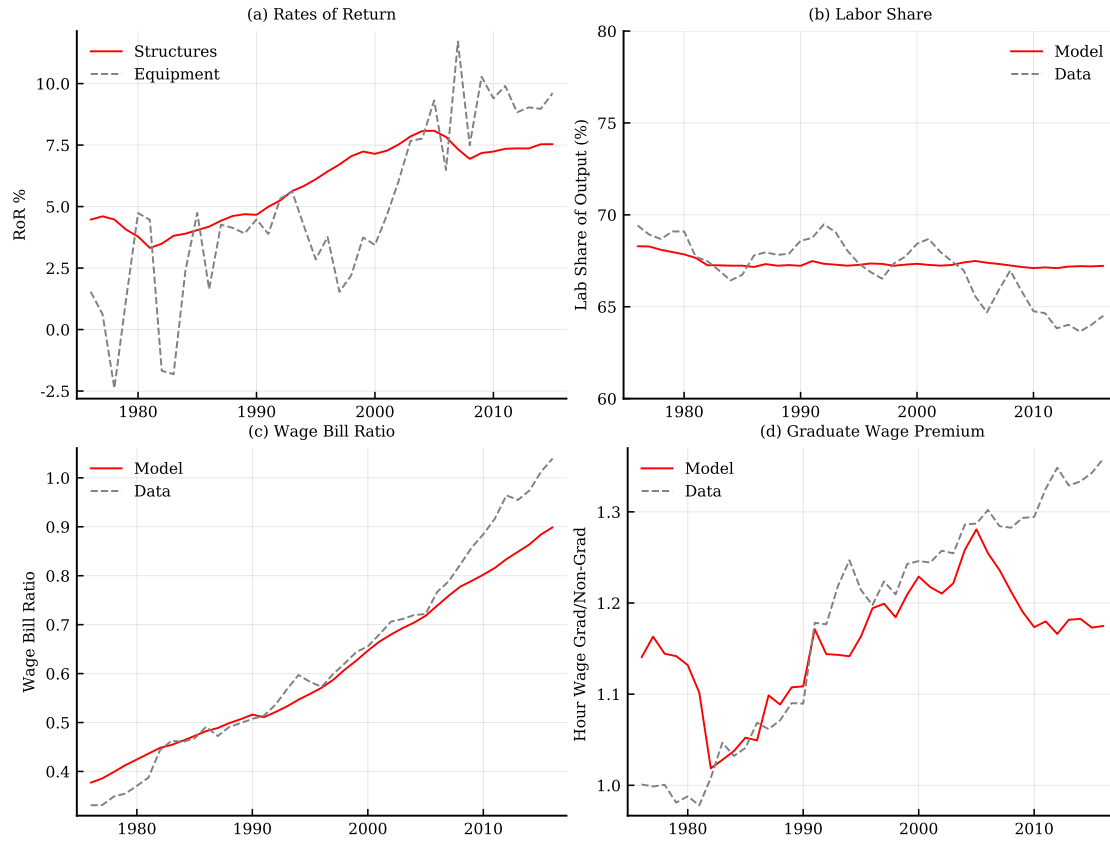 (a) Rates of Return
Structures
Equipment
RoR %
10.0
7.5
5.0
2.5
0.0
-2.5
1980
1990
2000
2010
(b) Labor Share
Model
Data
Lab Share of Output (%)
80
75
70
65
60
1980
1990
2000
2010
(c) Wage Bill Ratio
Model
Data
Wage Bill Ratio
1.0
0.9
0.8
0.7
0.6
0.5
0.4
1980
1990
2000
2010
(d) Graduate Wage Premium
Model
Data
Hour Wage Grad/Non-Grad
1.3
1.2
1.1
1.0
1980
1990
2000
2010